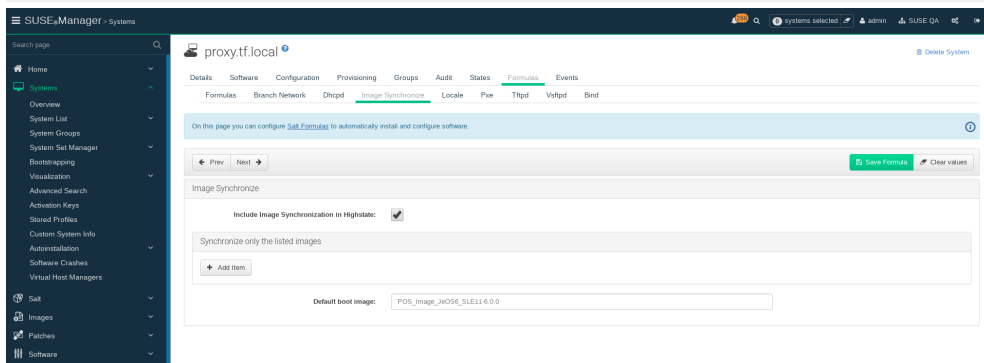 SUSE Manager > Systems
systems selected
admin
SUSE QA
Search page
Home
Systems
Overview
System List
System Groups
System Set Manager
Bootstrapping
Visualization
Advanced Search
Activation Keys
Stored Profiles
Custom System Info
Autoinstallation
Software Crashes
Virtual Host Managers
Salt
Images
Patches
Software
proxy.tf.local ?
Delete System
Details Software Configuration Provisioning Groups Audit States Formulas Events
Formulas Branch Network Dhcpd Image Synchronize Locale Pxe Tftpd Vsftpd Bind
On this page you can configure Salt Formulas to automatically install and configure software.
Prev Next
Save Formula Clear values
Image Synchronize
Include Image Synchronization in Highstate:
Synchronize only the listed images
+ Add Item
Default boot image: POS_Image_JeOS6_SLE11-6.0.0